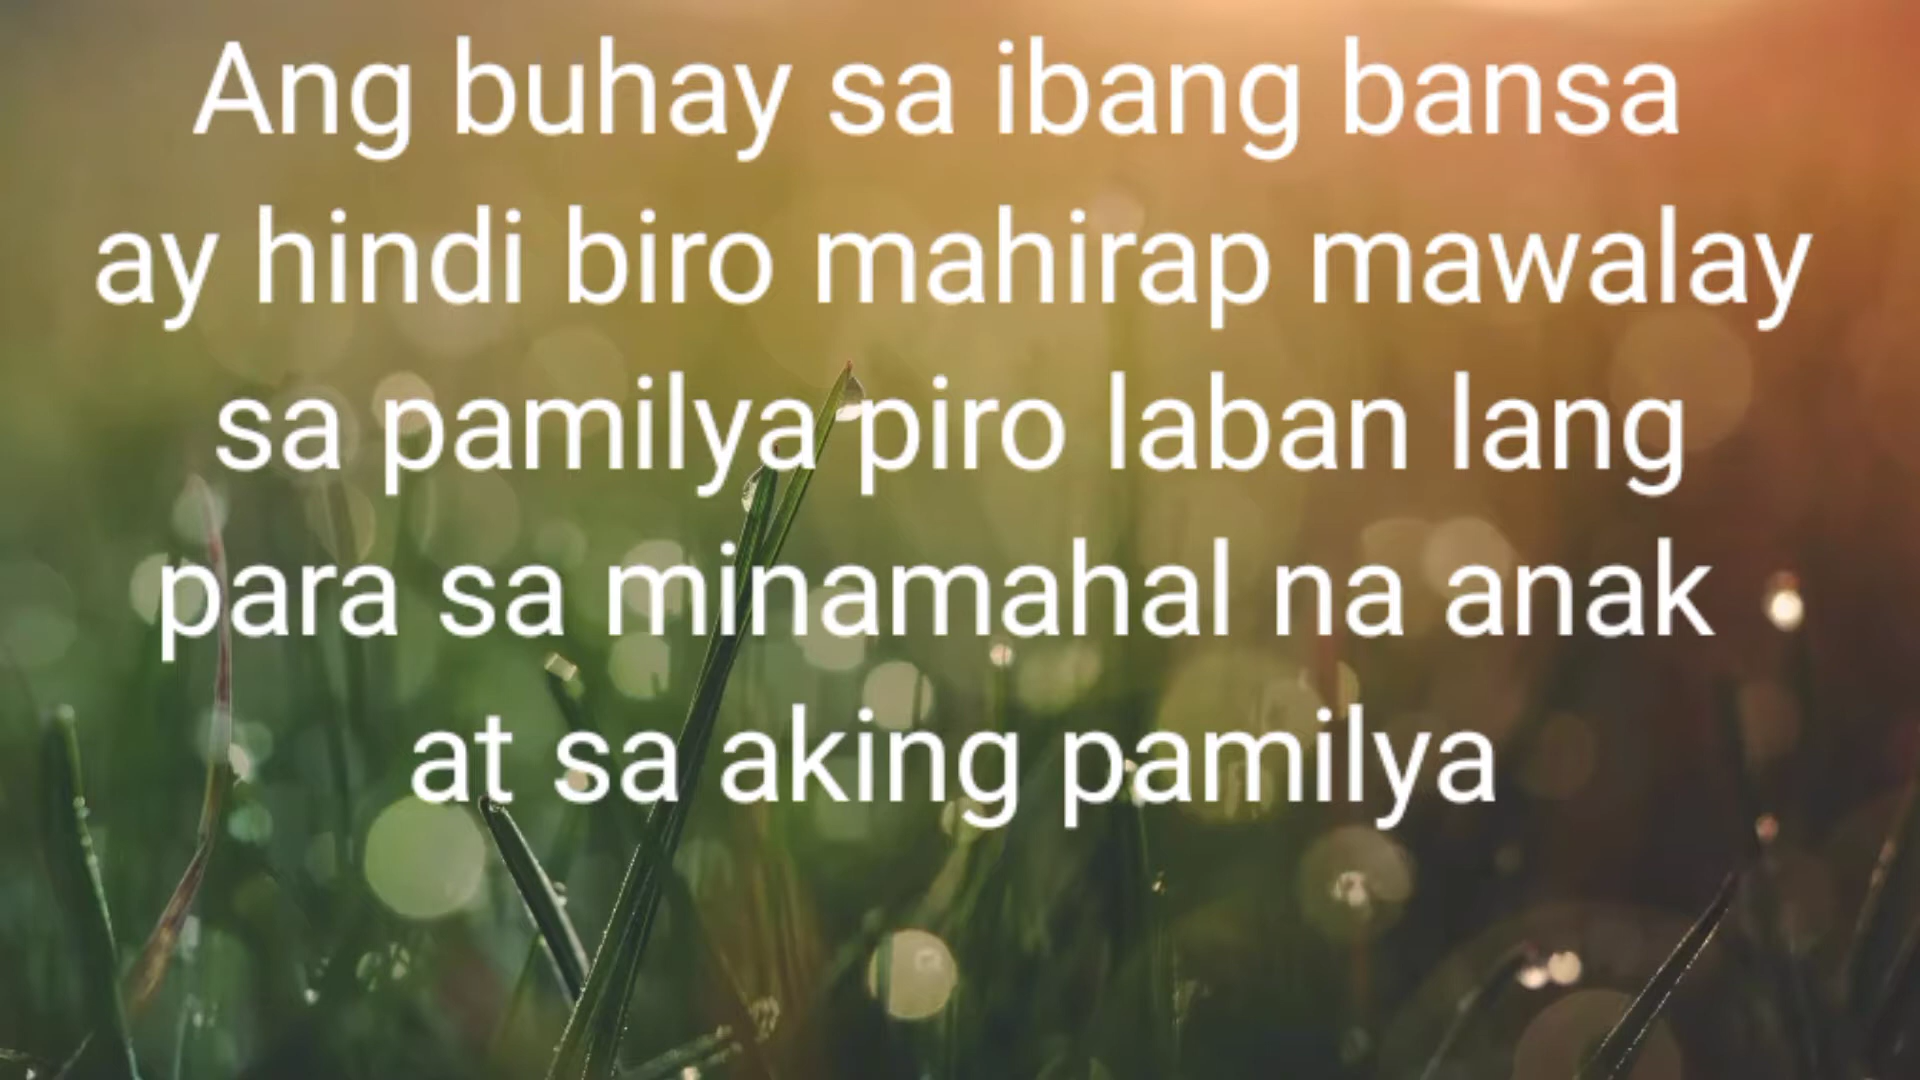 Ang buhay sa ibang bansa
ay hindi biro mahirap mawalay
sa pamilya piro laban lang
para sa minamahal na anak
at sa aking pamilya